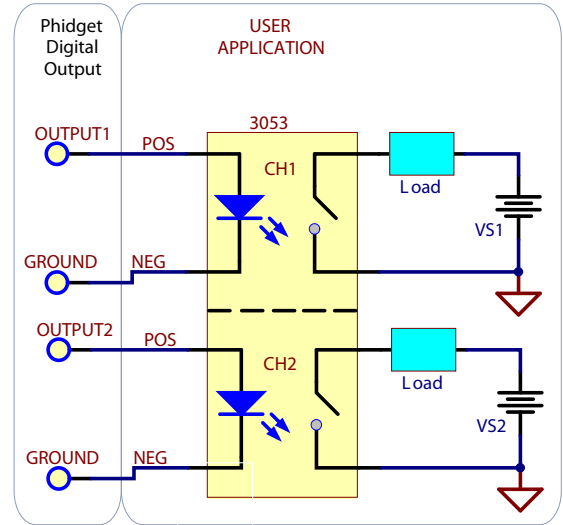 Phidget
Digital
Output
USER
APPLICATION
3053
OUTPUT1
POS
CH1
Load
VS1
GROUND
NEG
OUTPUT2
POS
CH2
Load
VS2
GROUND
NEG